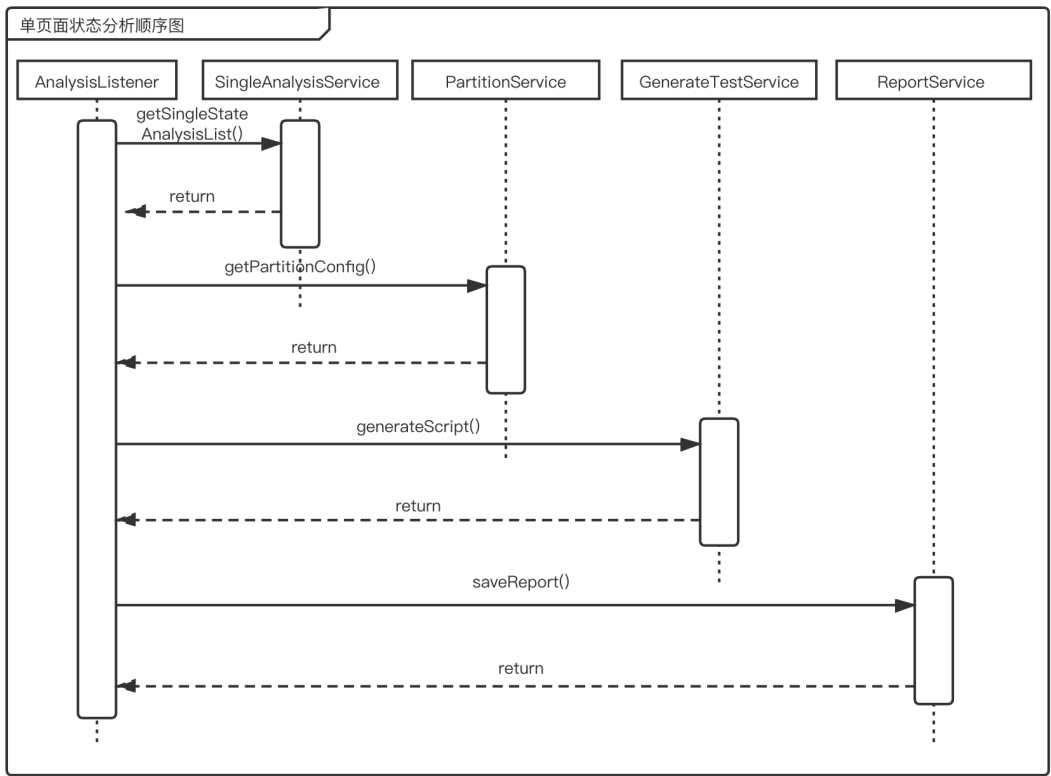 单页面状态分析顺序图
AnalysisListener
SingleAnalysisService
PartitionService
GenerateTestService
ReportService
getSingleState
AnalysisList()
return
getPartitionConfig()
return
generateScript()
return
saveReport()
return